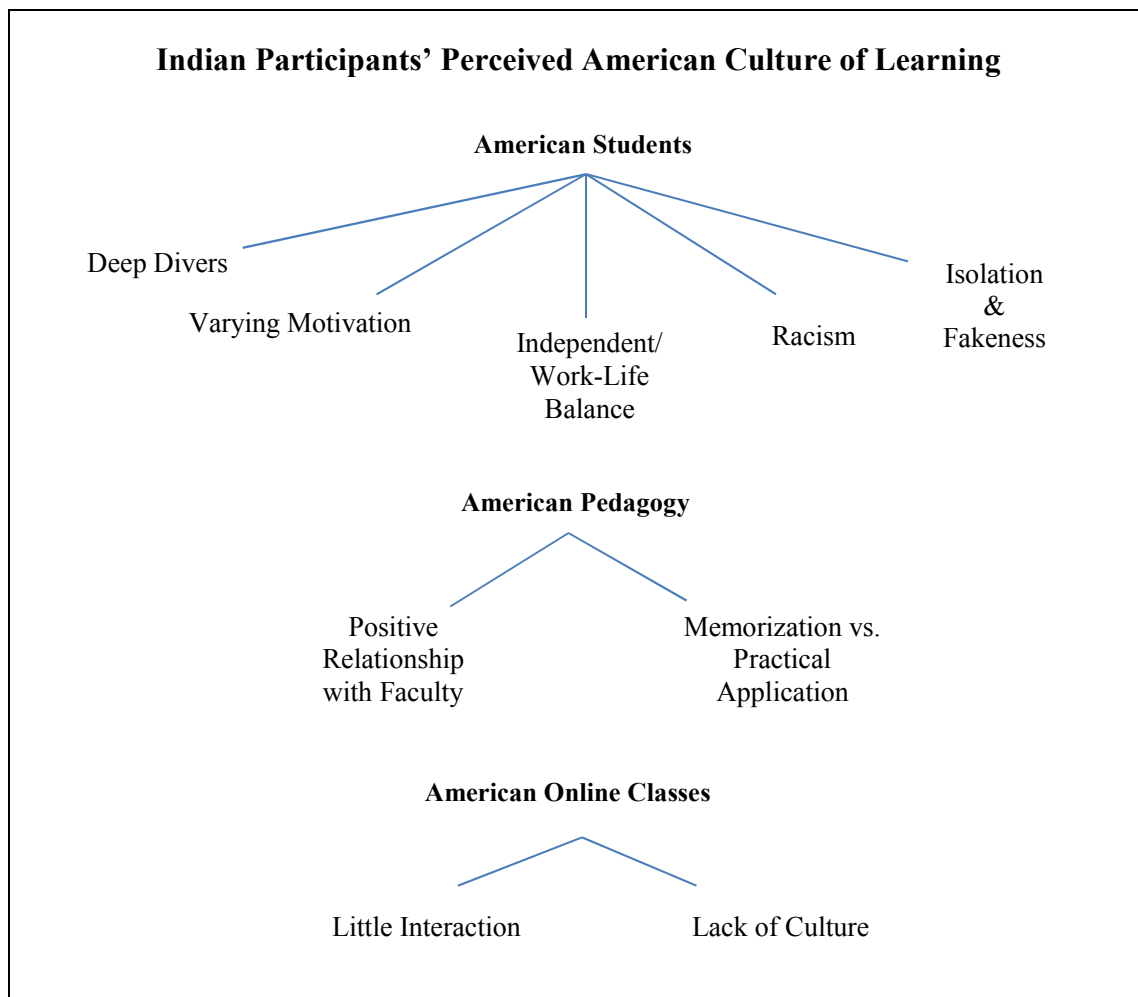 Indian Participants’ Perceived American Culture of Learning
American Students
Deep Divers
Varying Motivation
Independent/
Work-Life
Balance
Racism
Isolation
&
Fakeness
American Pedagogy
Positive
Relationship
with Faculty
Memorization vs.
Practical
Application
American Online Classes
Little Interaction
Lack of Culture